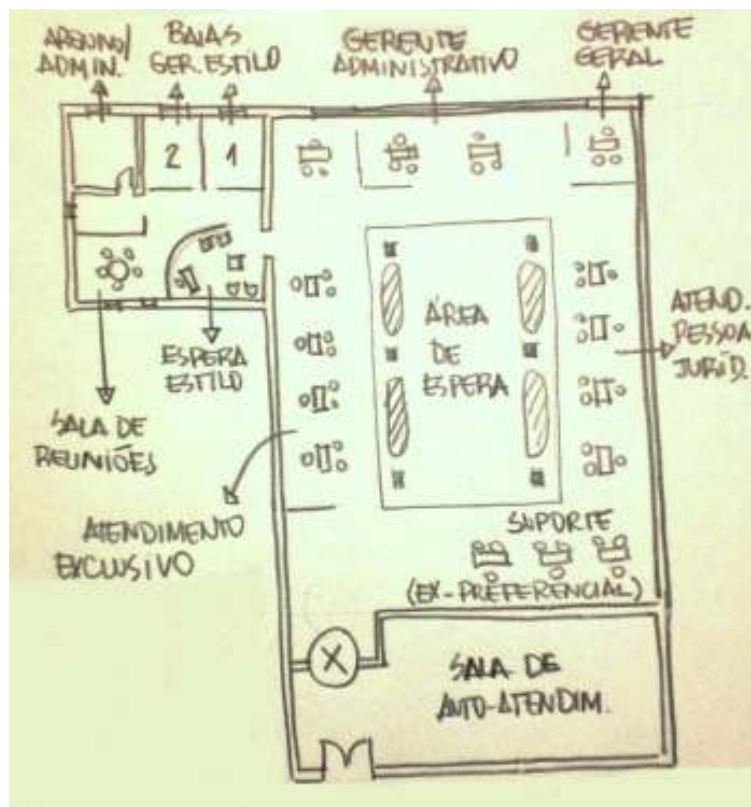 ARQUIVO/
ADMIN.
BAIAS
GER. ESTILO
GERENTE
ADMINISTRATIVO
GERENTE
GERAL
2
1
ÁREA
DE
ESPERA
ATEND.
PESSOA
JURÍD.
ESPERA
ESTILO
SALA DE
REUNIÕES
ATENDIMENTO
EXCLUSIVO
SUPORTE
(EX-PREFERENCIAL)
X
SALA DE
AUTO-ATENDIM.